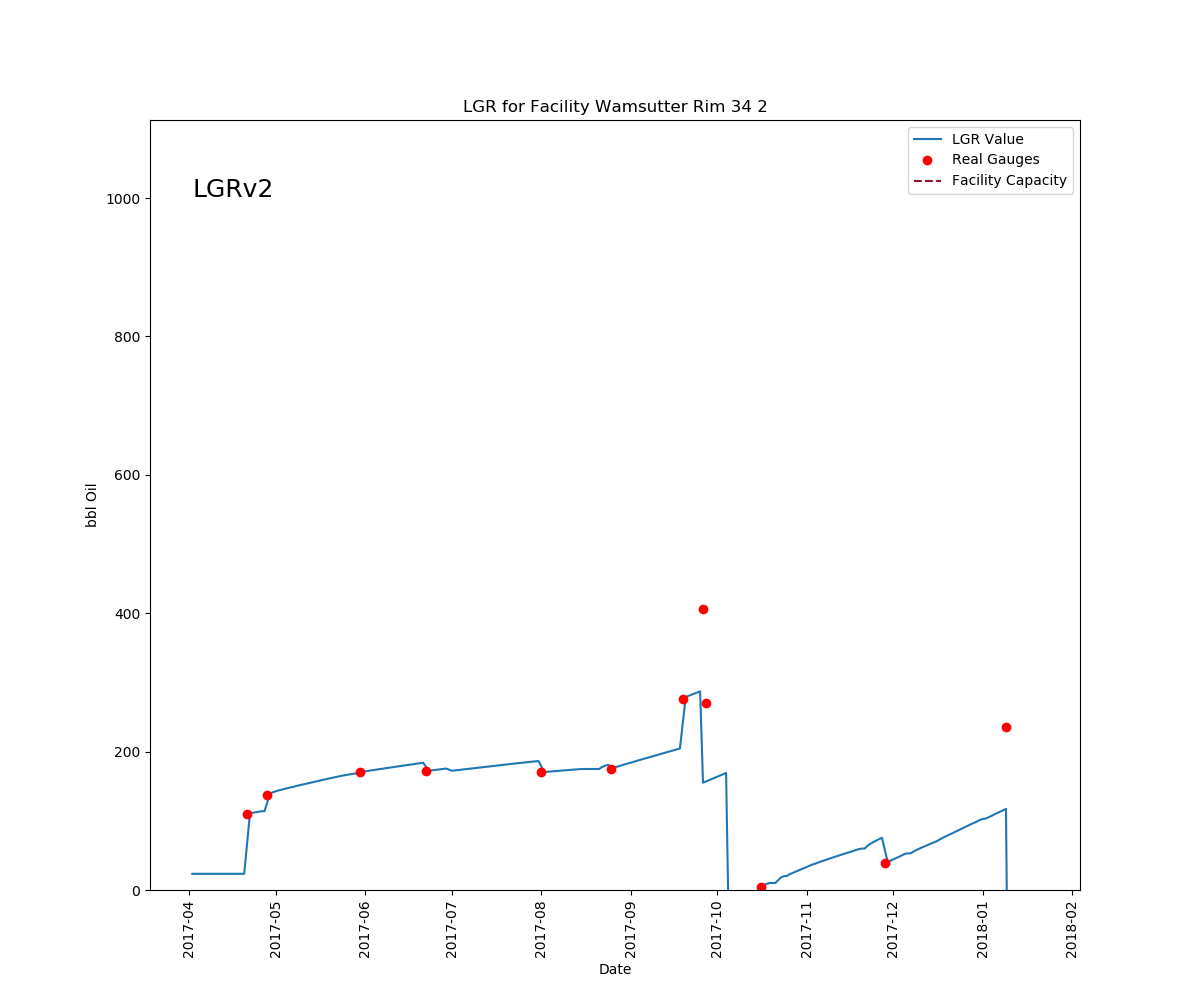 LGR for Facility Wamsutter Rim 34 2
LGRv2
LGR Value
Real Gauges
Facility Capacity
1000
800
600
400
200
0
bbl Oil
2017-04
2017-05
2017-06
2017-07
2017-08
2017-09
2017-10
2017-11
2017-12
2018-01
2018-02
Date